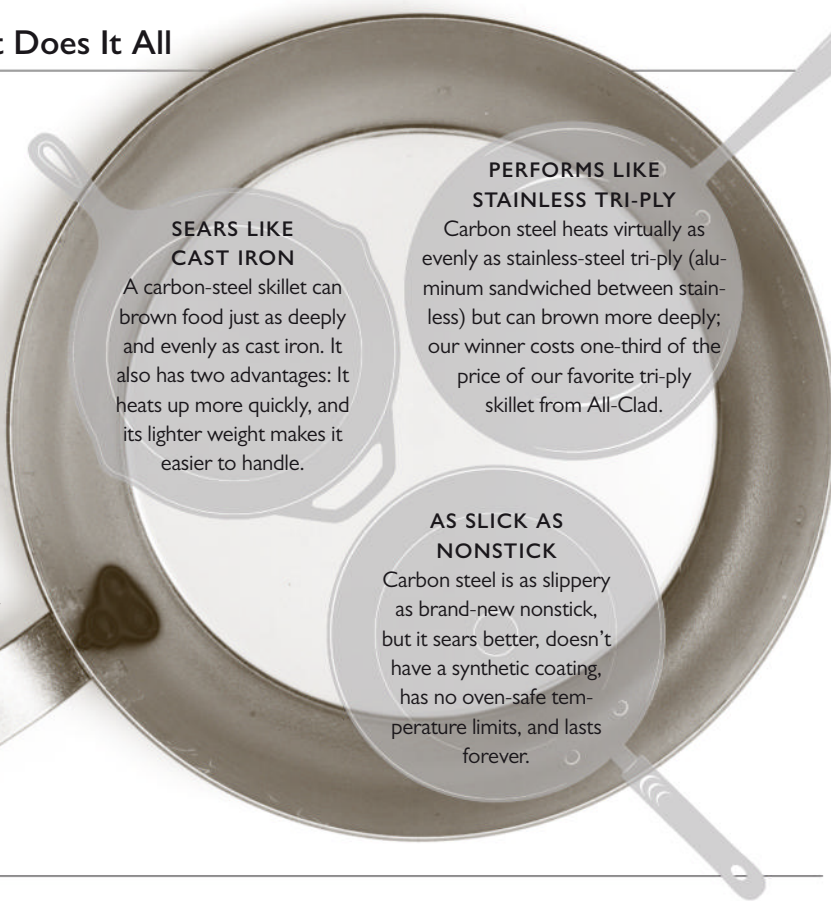 t Does It All
SEARS LIKE
CAST IRON
A carbon-steel skillet can
brown food just as deeply
and evenly as cast iron. It
also has two advantages: It
heats up more quickly, and
its lighter weight makes it
easier to handle.
PERFORMS LIKE
STAINLESS TRI-PLY
Carbon steel heats virtually as
evenly as stainless-steel tri-ply (alu-
minum sandwiched between stain-
less) but can brown more deeply;
our winner costs one-third of the
price of our favorite tri-ply
skillet from All-Clad.
AS SLICK AS
NONSTICK
Carbon steel is as slippery
as brand-new nonstick,
but it sears better, doesn’t
have a synthetic coating,
has no oven-safe tem-
perature limits, and lasts
forever.